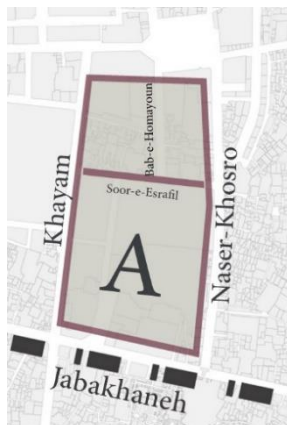 Bab-e-Homayoun
Soor-e-Esrafil
Khayam
Naser-Khosro
A
Jabakhaneh